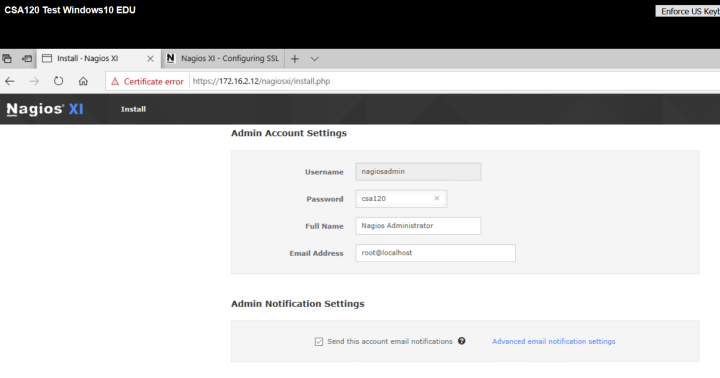 CSA120 Test Windows10 EDU
Enforce US Keyb
Install - Nagios XI
Nagios XI - Configuring SSL
Certificate error
https://172.16.2.12/nagiosxi/install.php
Nagios XI
Install
Admin Account Settings
Username nagiosadmin
Password csa120
Full Name Nagios Administrator
Email Address root@localhost
Admin Notification Settings
Send this account email notifications Advanced email notification settings